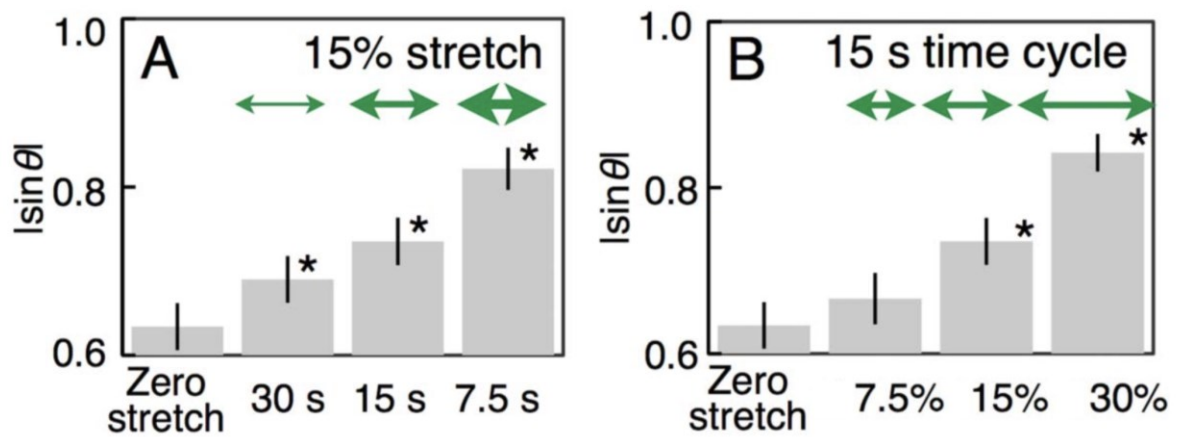 A
15% stretch
1.0
0.8
0.6
|sinθ|
*
*
*
Zero
stretch
30 s
15 s
7.5 s
B
15 s time cycle
1.0
0.8
0.6
|sinθ|
*
*
Zero
stretch
7.5%
15%
30%